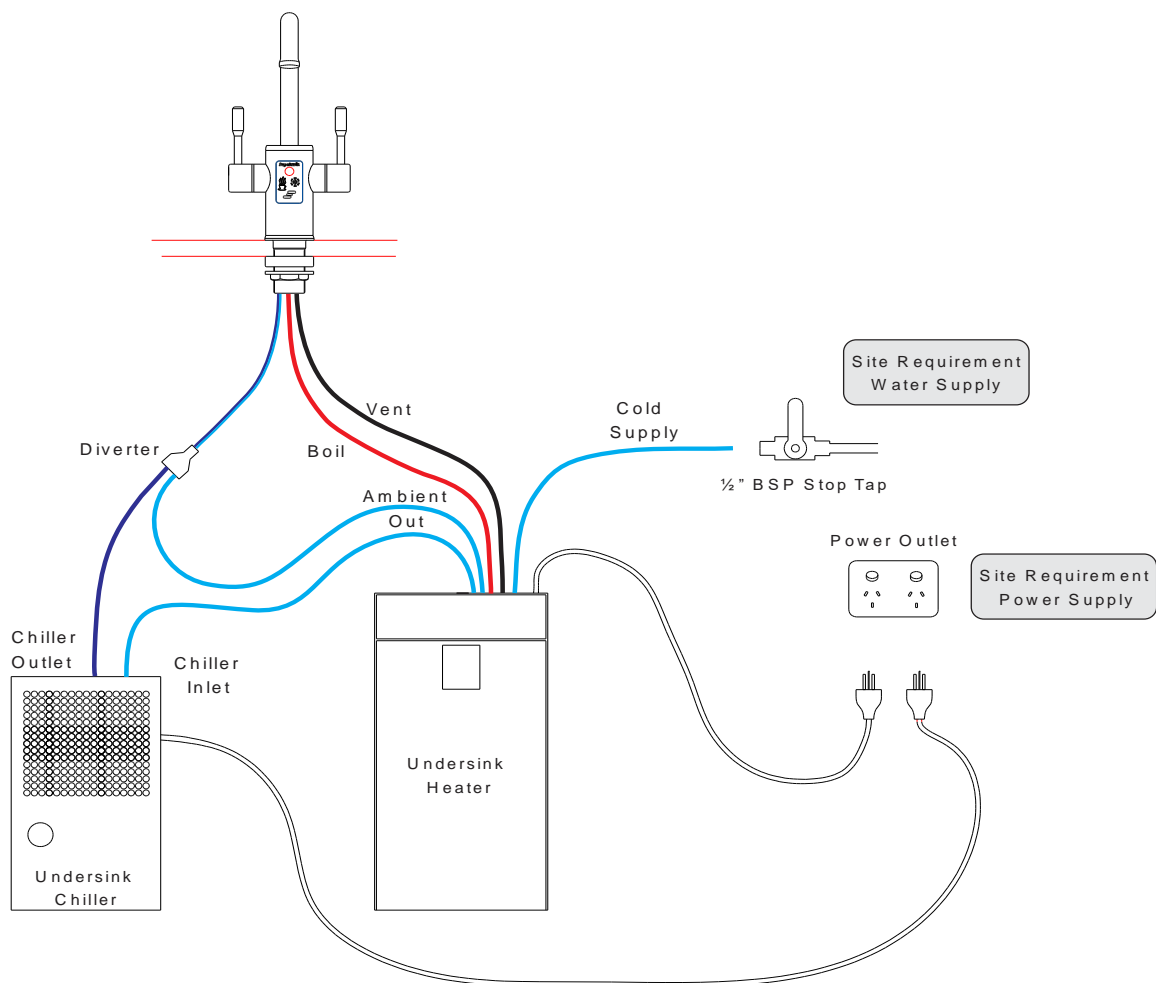 Site Requirement
Water Supply
Vent
Cold
Supply
Diverter
Boil
½" BSP Stop Tap
Ambient
Out
Power Outlet
Site Requirement
Power Supply
Chiller
Outlet
Chiller
Inlet
Undersink
Heater
Undersink
Chiller